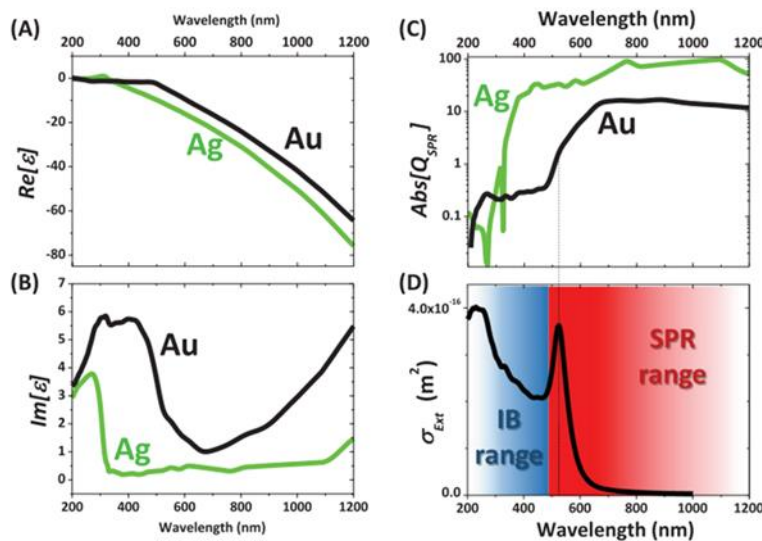 Wavelength (nm)
200 400 600 800 1000 1200
(A)
0
-20
-40
-60
-80
Re[ε]
Au
Ag
(B)
6
5
4
3
2
1
0
Im[ε]
Au
Ag
200 400 600 800 1000 1200
Wavelength (nm)
Wavelength (nm)
200 400 600 800 1000 1200
(C)
100
10
1
0.1
Abs[Q_SPR]
Ag
Au
(D)
4.0x10⁻¹⁶
0.0
σ_Ext (m²)
IB
range
SPR
range
200 400 600 800 1000 1200
Wavelength (nm)